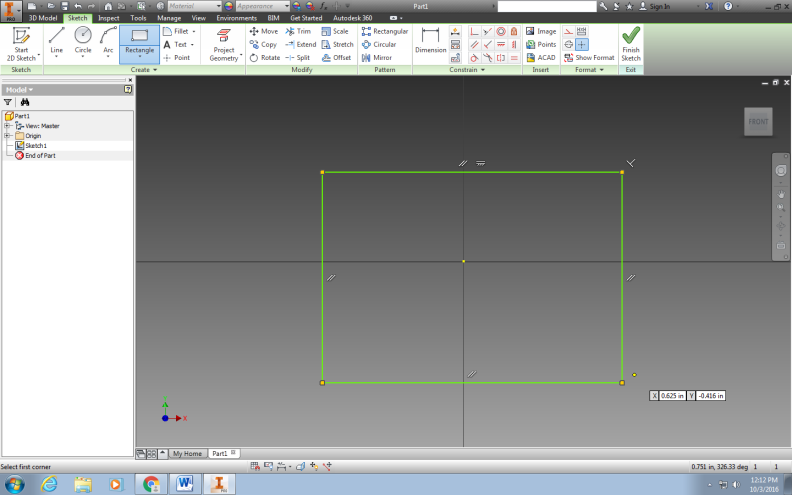 Material Appearance Part1 Sign In
PRO 3D Model Sketch Inspect Tools Manage View Environments BIM Get Started Autodesk 360
Start 2D Sketch Line Circle Arc Rectangle Fillet Text Point Project Geometry
Move Copy Rotate Trim Extend Split Scale Stretch Offset
Rectangular Circular Mirror
Dimension
Image Points ACAD
Show Format
Finish Sketch
Sketch Create Modify Pattern Constrain Insert Format Exit
Model
Part1
View: Master
Origin
Sketch1
End of Part
FRONT
X 0.625 in Y -0.416 in
X
My Home Part1
Select first corner 0.751 in, 326.33 deg 1 1
12:12 PM
10/3/2016